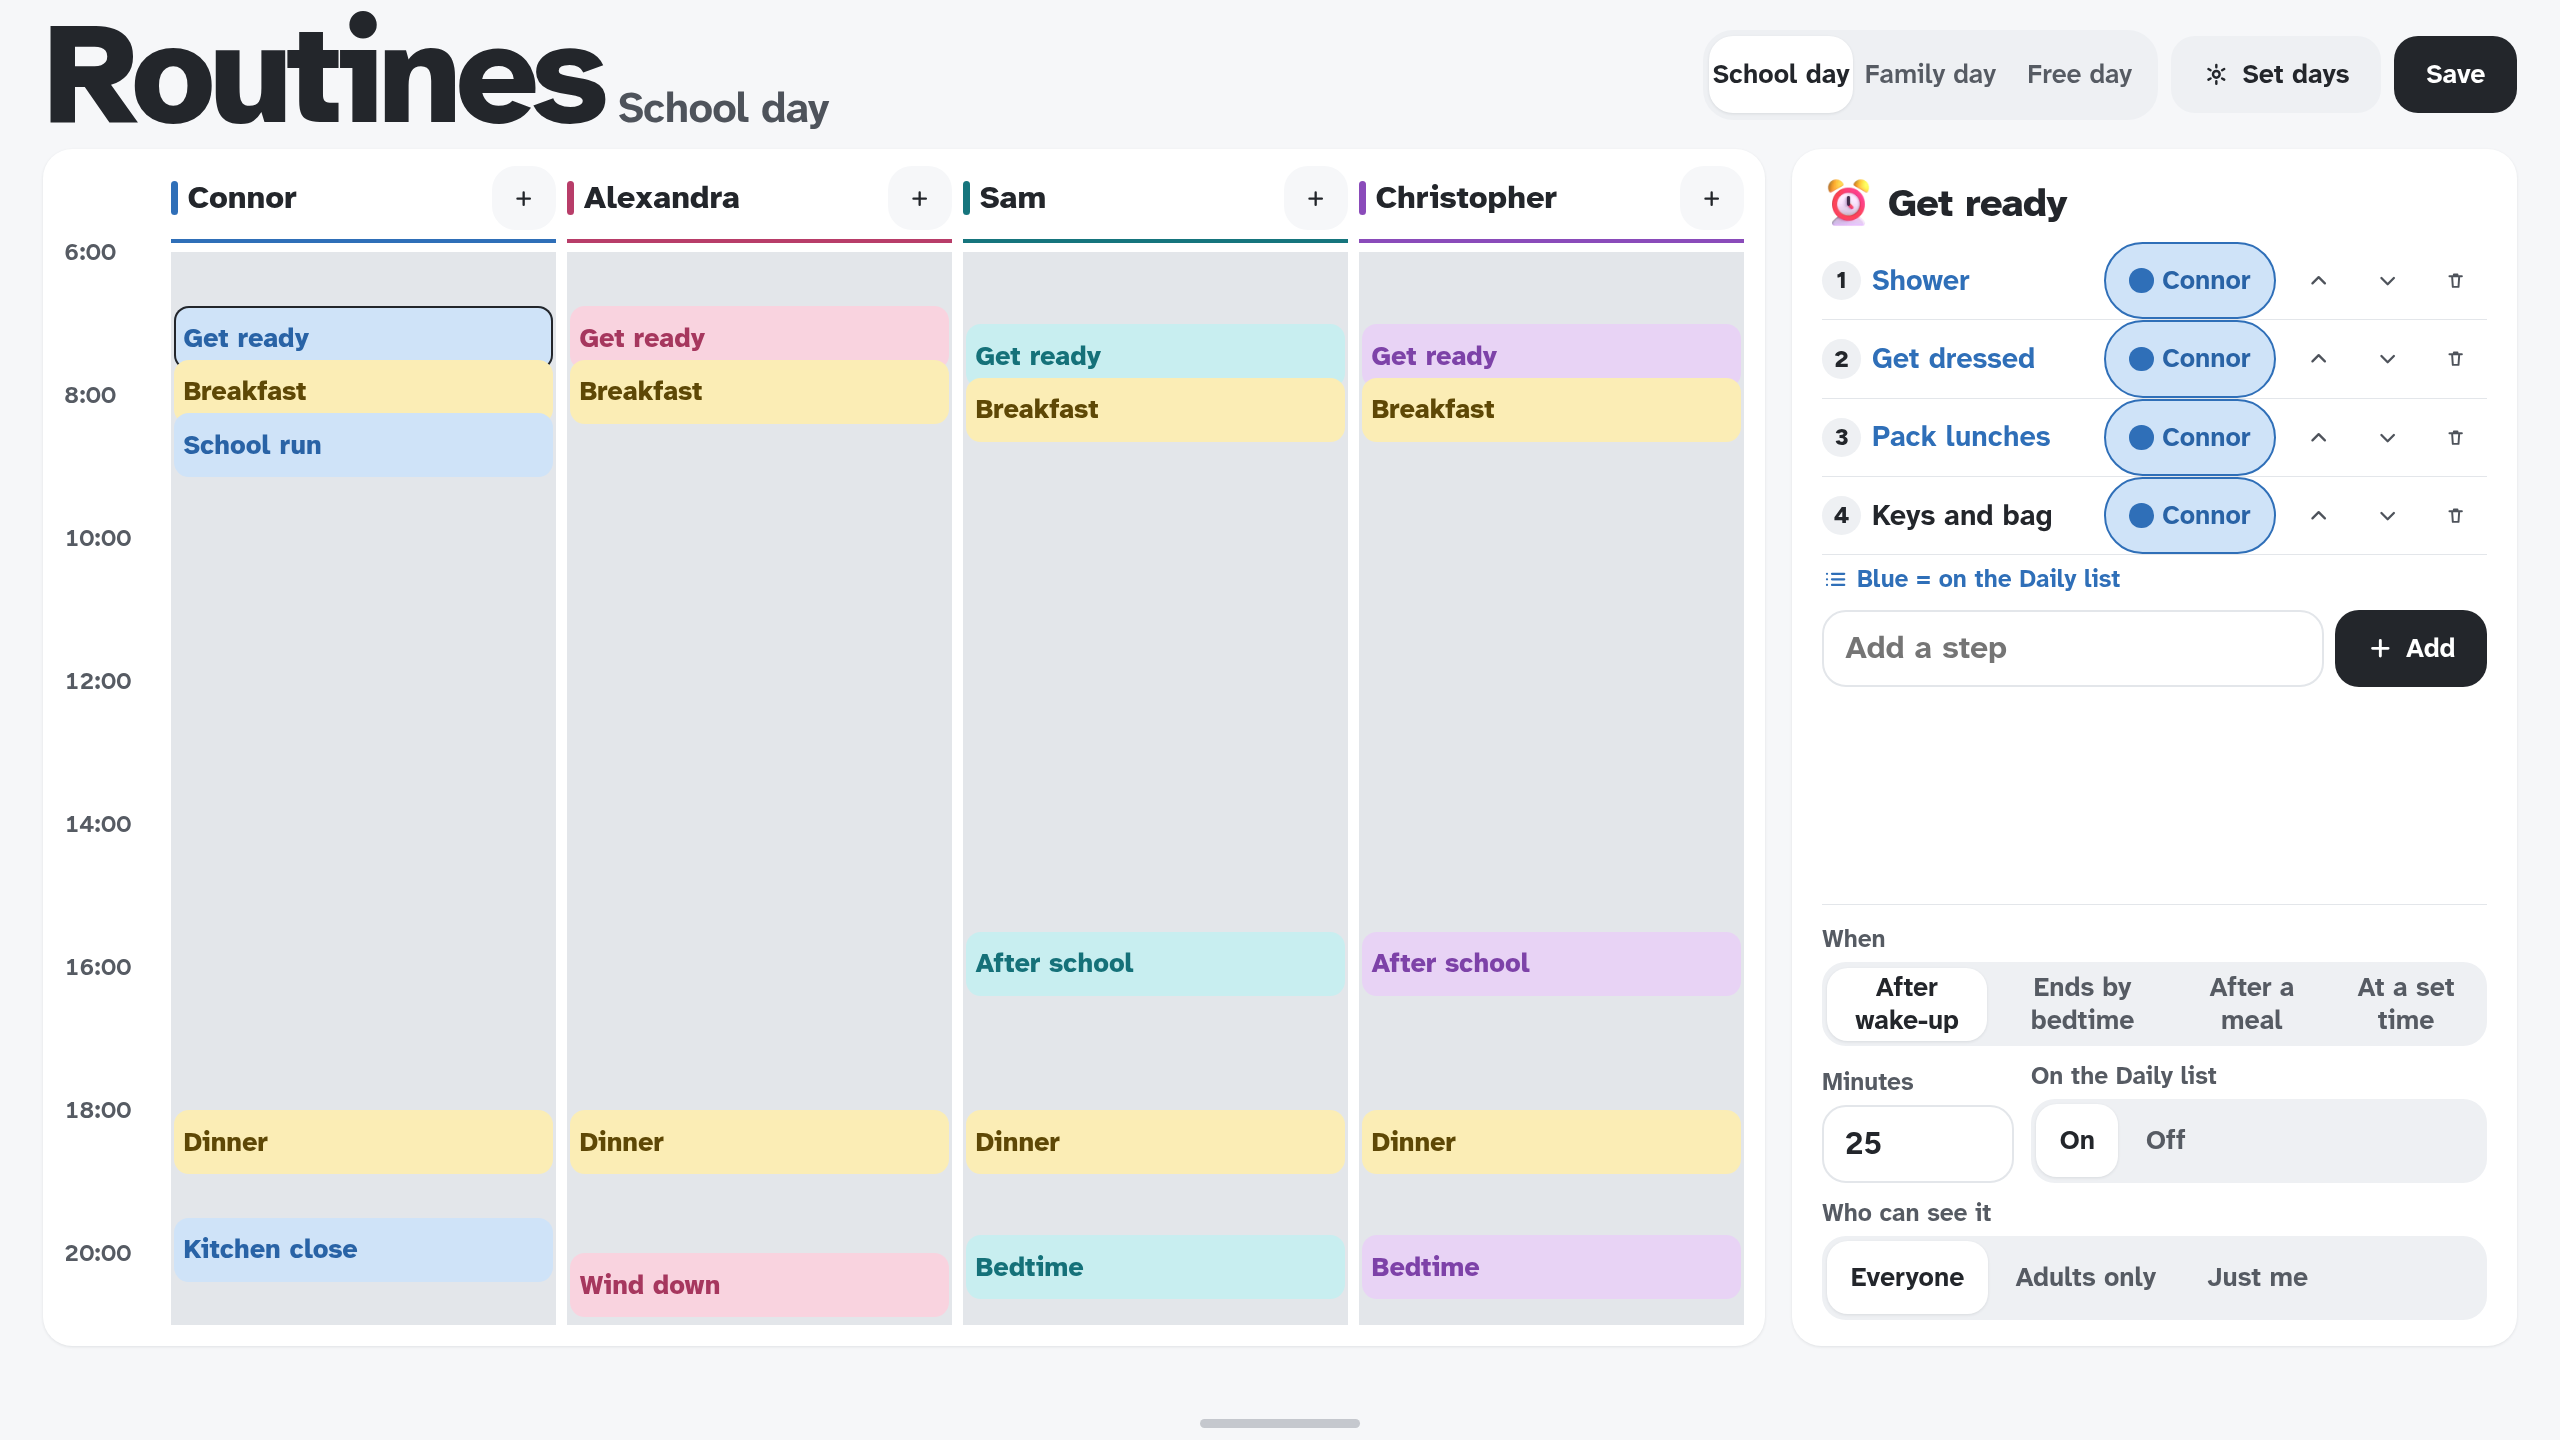 Routines School day
School day Family day Free day Set days Save
Connor + Alexandra + Sam + Christopher +
6:00
Get ready Get ready
Get ready Get ready
8:00
Breakfast Breakfast
Breakfast Breakfast
School run
10:00
12:00
14:00
16:00
After school After school
18:00
Dinner Dinner Dinner Dinner
20:00
Kitchen close
Wind down
Bedtime Bedtime
Get ready
1 Shower Connor
2 Get dressed Connor
3 Pack lunches Connor
4 Keys and bag Connor
Blue = on the Daily list
Add a step + Add
When
After wake-up
Ends by bedtime
After a meal
At a set time
Minutes On the Daily list
25 On Off
Who can see it
Everyone Adults only Just me